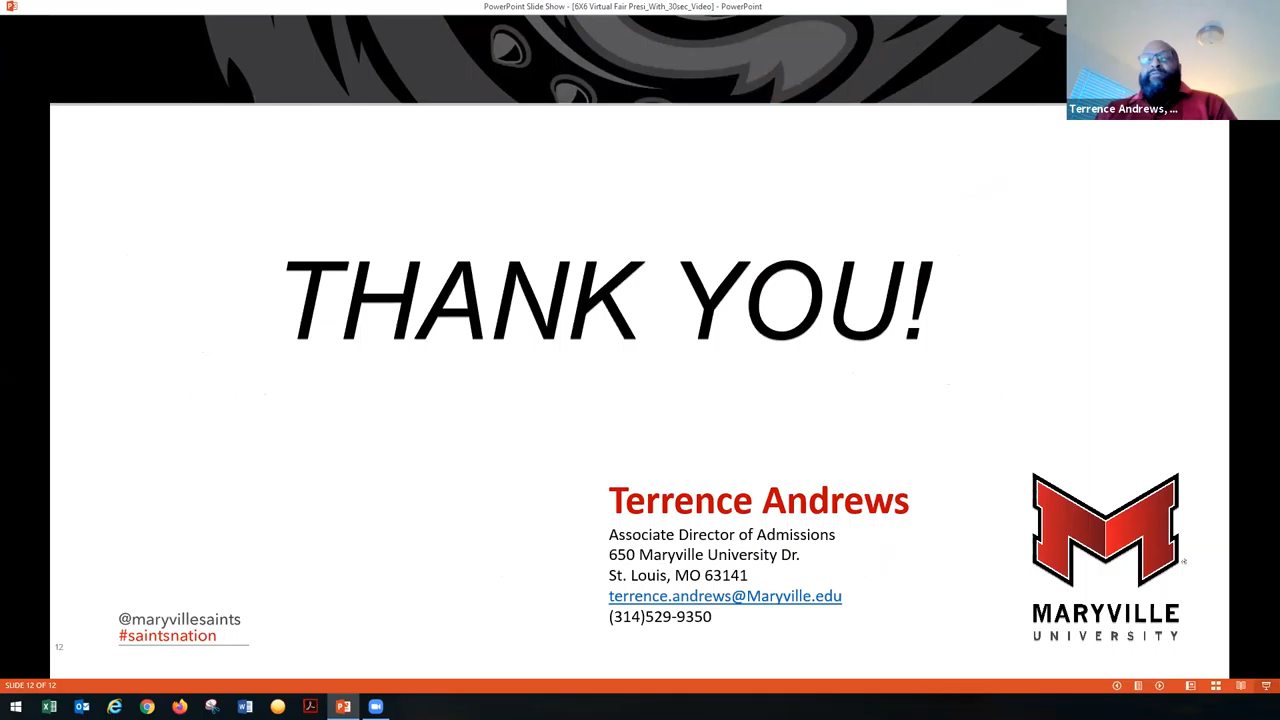 PowerPoint Slide Show - [6X6 Virtual Fair Presi_With_30sec_Video] - PowerPoint
Terrence Andrews, ...
THANK YOU!
Terrence Andrews
Associate Director of Admissions
650 Maryville University Dr.
St. Louis, MO 63141
terrence.andrews@Maryville.edu
(314)529-9350
MARYVILLE
UNIVERSITY
@maryvillesaints
#saintsnation
12
SLIDE 12 OF 12